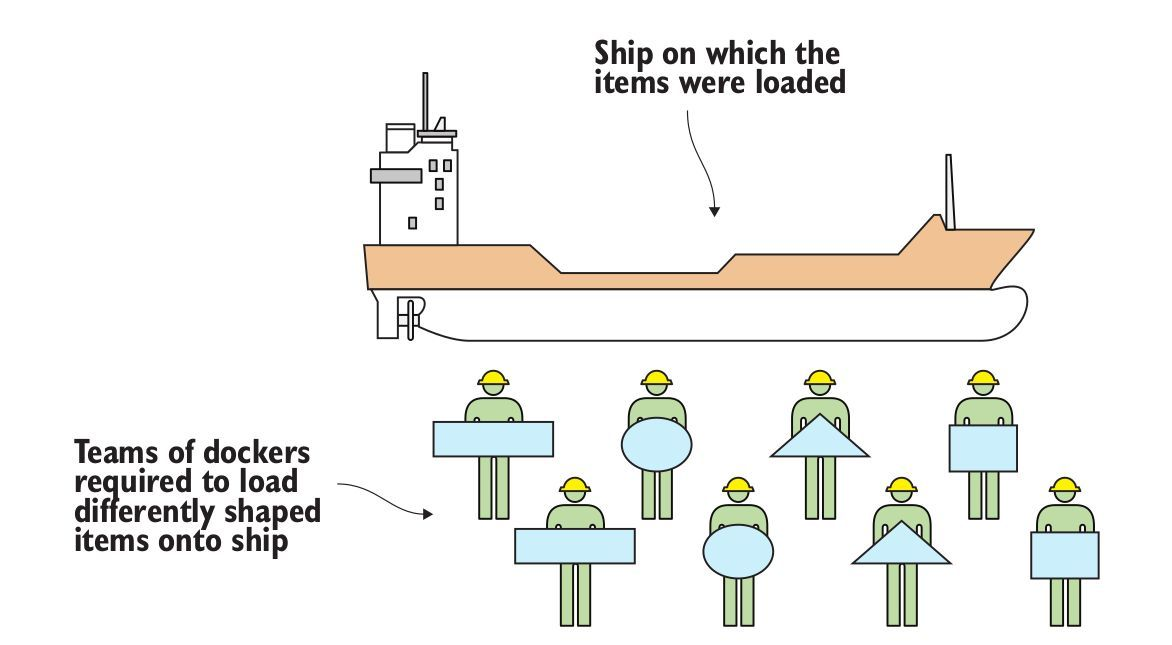 Ship on which the
items were loaded
Teams of dockers
required to load
differently shaped
items onto ship